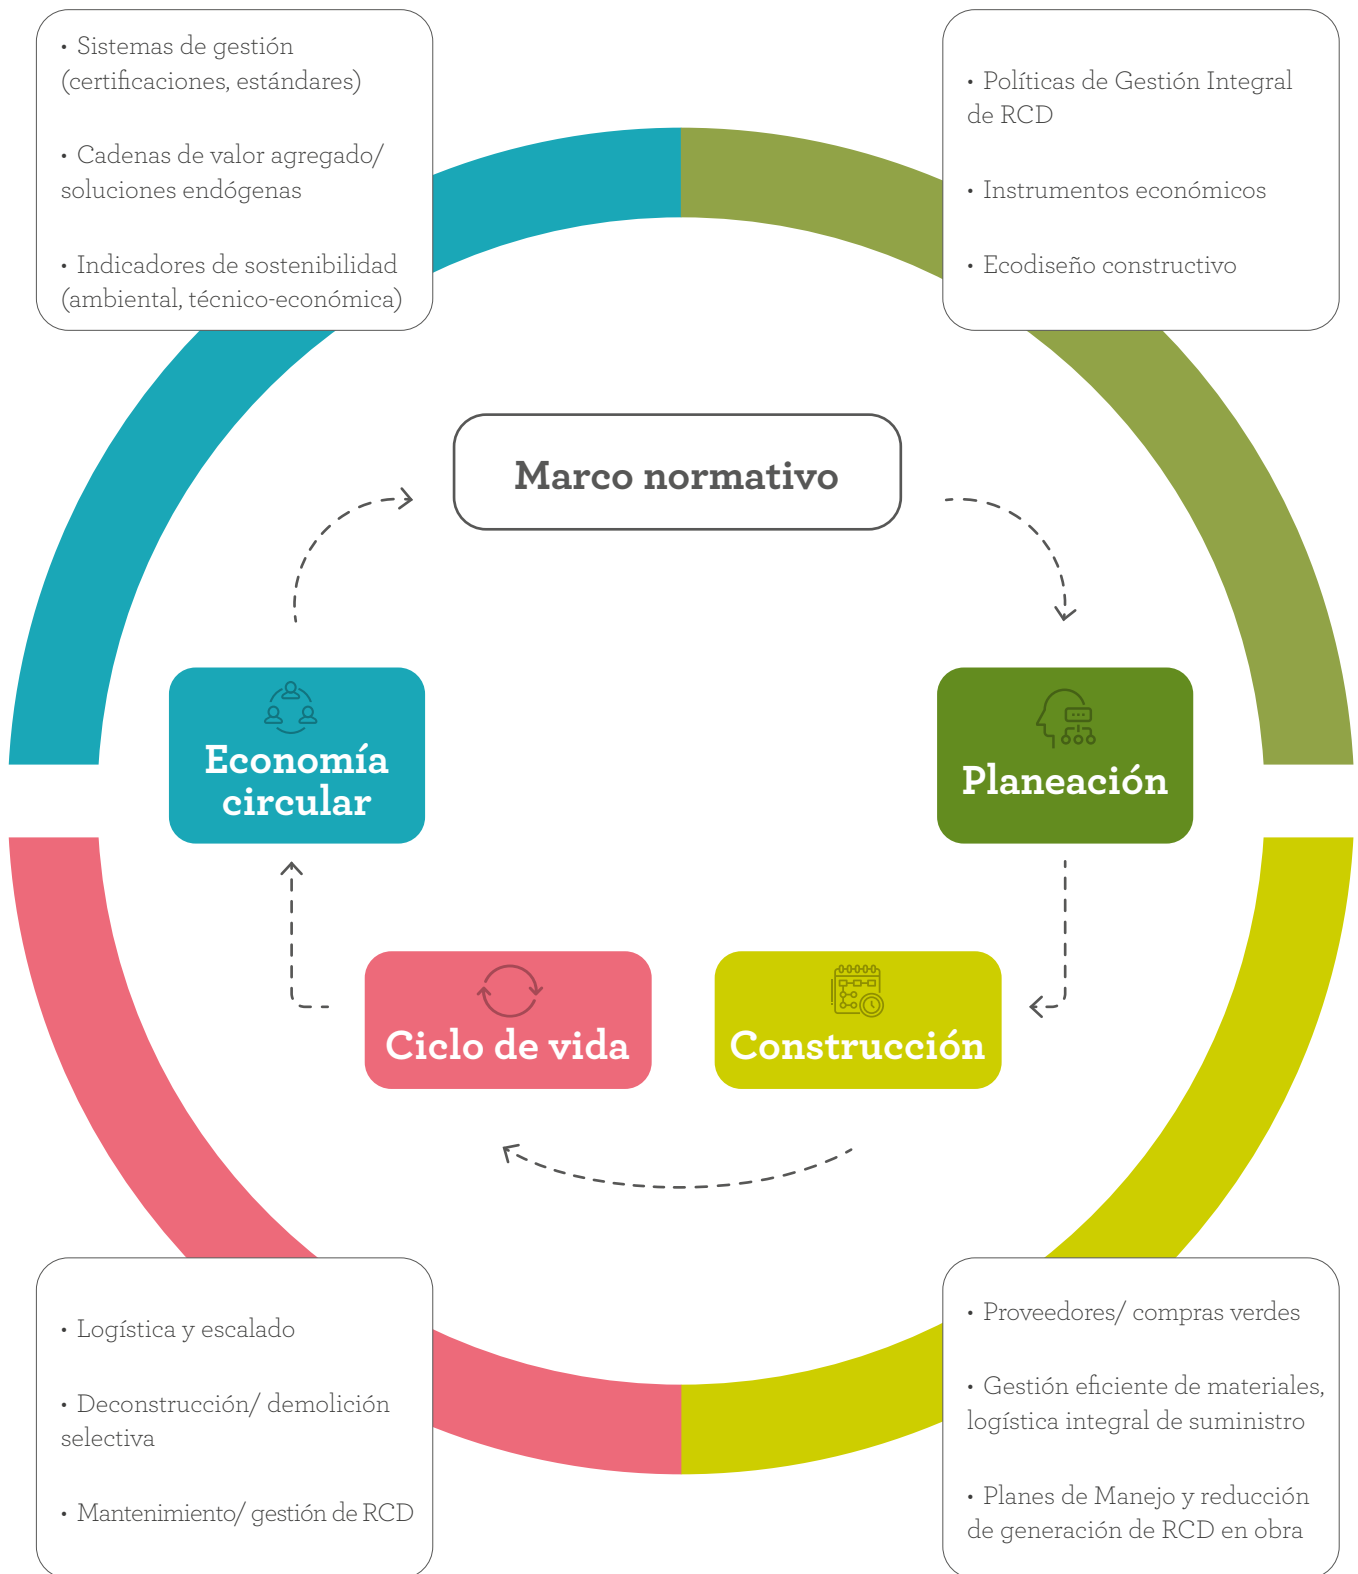 • Sistemas de gestión
(certificaciones, estándares)
• Cadenas de valor agregado/
soluciones endógenas
• Indicadores de sostenibilidad
(ambiental, técnico-económica)
• Políticas de Gestión Integral
de RCD
• Instrumentos económicos
• Ecodiseño constructivo
Marco normativo
Economía
circular
Planeación
Ciclo de vida
Construcción
• Logística y escalado
• Deconstrucción/ demolición
selectiva
• Mantenimiento/ gestión de RCD
• Proveedores/ compras verdes
• Gestión eficiente de materiales,
logística integral de suministro
• Planes de Manejo y reducción
de generación de RCD en obra